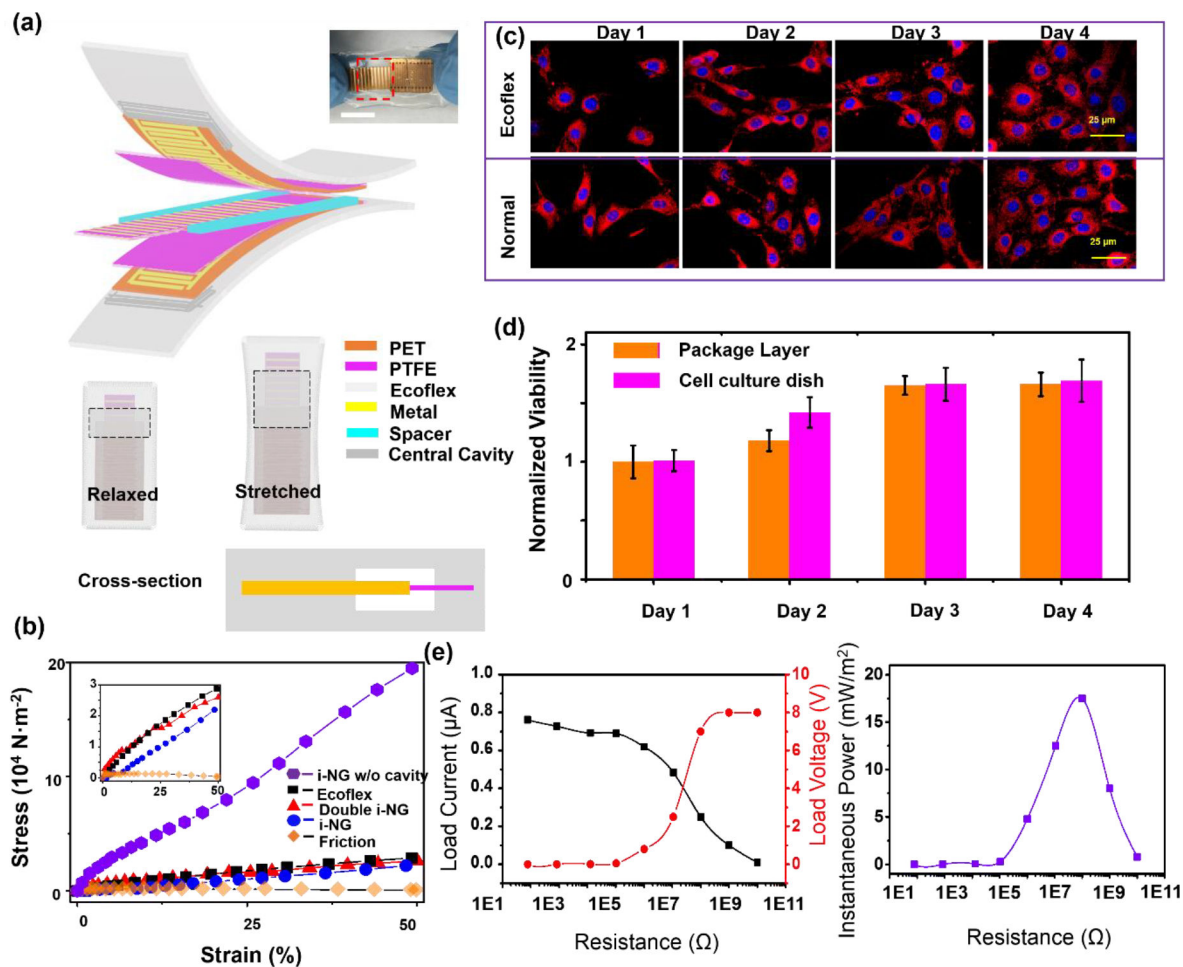 (a)
PET
PTFE
Ecoflex
Metal
Spacer
Central Cavity
Relaxed
Stretched
Cross-section
(b)
Stress (10⁴ N·m⁻²)
20
10
0
3
2
1
0
0
25
50
i-NG w/o cavity
Ecoflex
Double i-NG
i-NG
Friction
0
25
50
Strain (%)
(c)
Day 1
Day 2
Day 3
Day 4
Ecoflex
25 μm
Normal
25 μm
(d)
Normalized Viability
2
1
0
Package Layer
Cell culture dish
Day 1
Day 2
Day 3
Day 4
(e)
Load Current (μA)
1.0
0.8
0.6
0.4
0.2
0.0
Load Voltage (V)
10
8
6
4
2
0
1E1
1E3
1E5
1E7
1E9
1E11
Resistance (Ω)
Instantaneous Power (mW/m²)
20
15
10
5
0
1E1
1E3
1E5
1E7
1E9
1E11
Resistance (Ω)